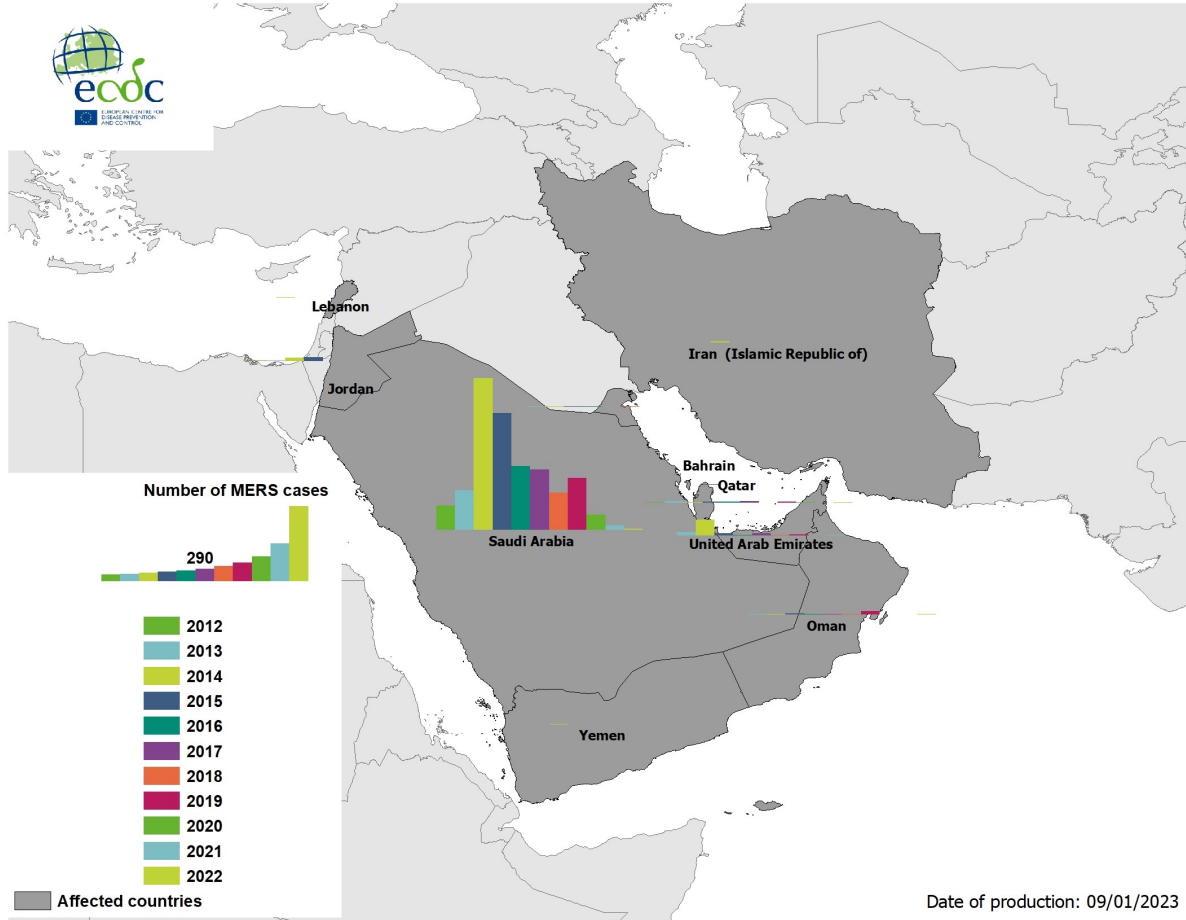 ecdc
EUROPEAN CENTRE FOR
DISEASE PREVENTION
AND CONTROL
Lebanon
Iran (Islamic Republic of)
Jordan
Bahrain
Qatar
Saudi Arabia
United Arab Emirates
Oman
Yemen
Number of MERS cases
290
2012
2013
2014
2015
2016
2017
2018
2019
2020
2021
2022
Affected countries
Date of production: 09/01/2023